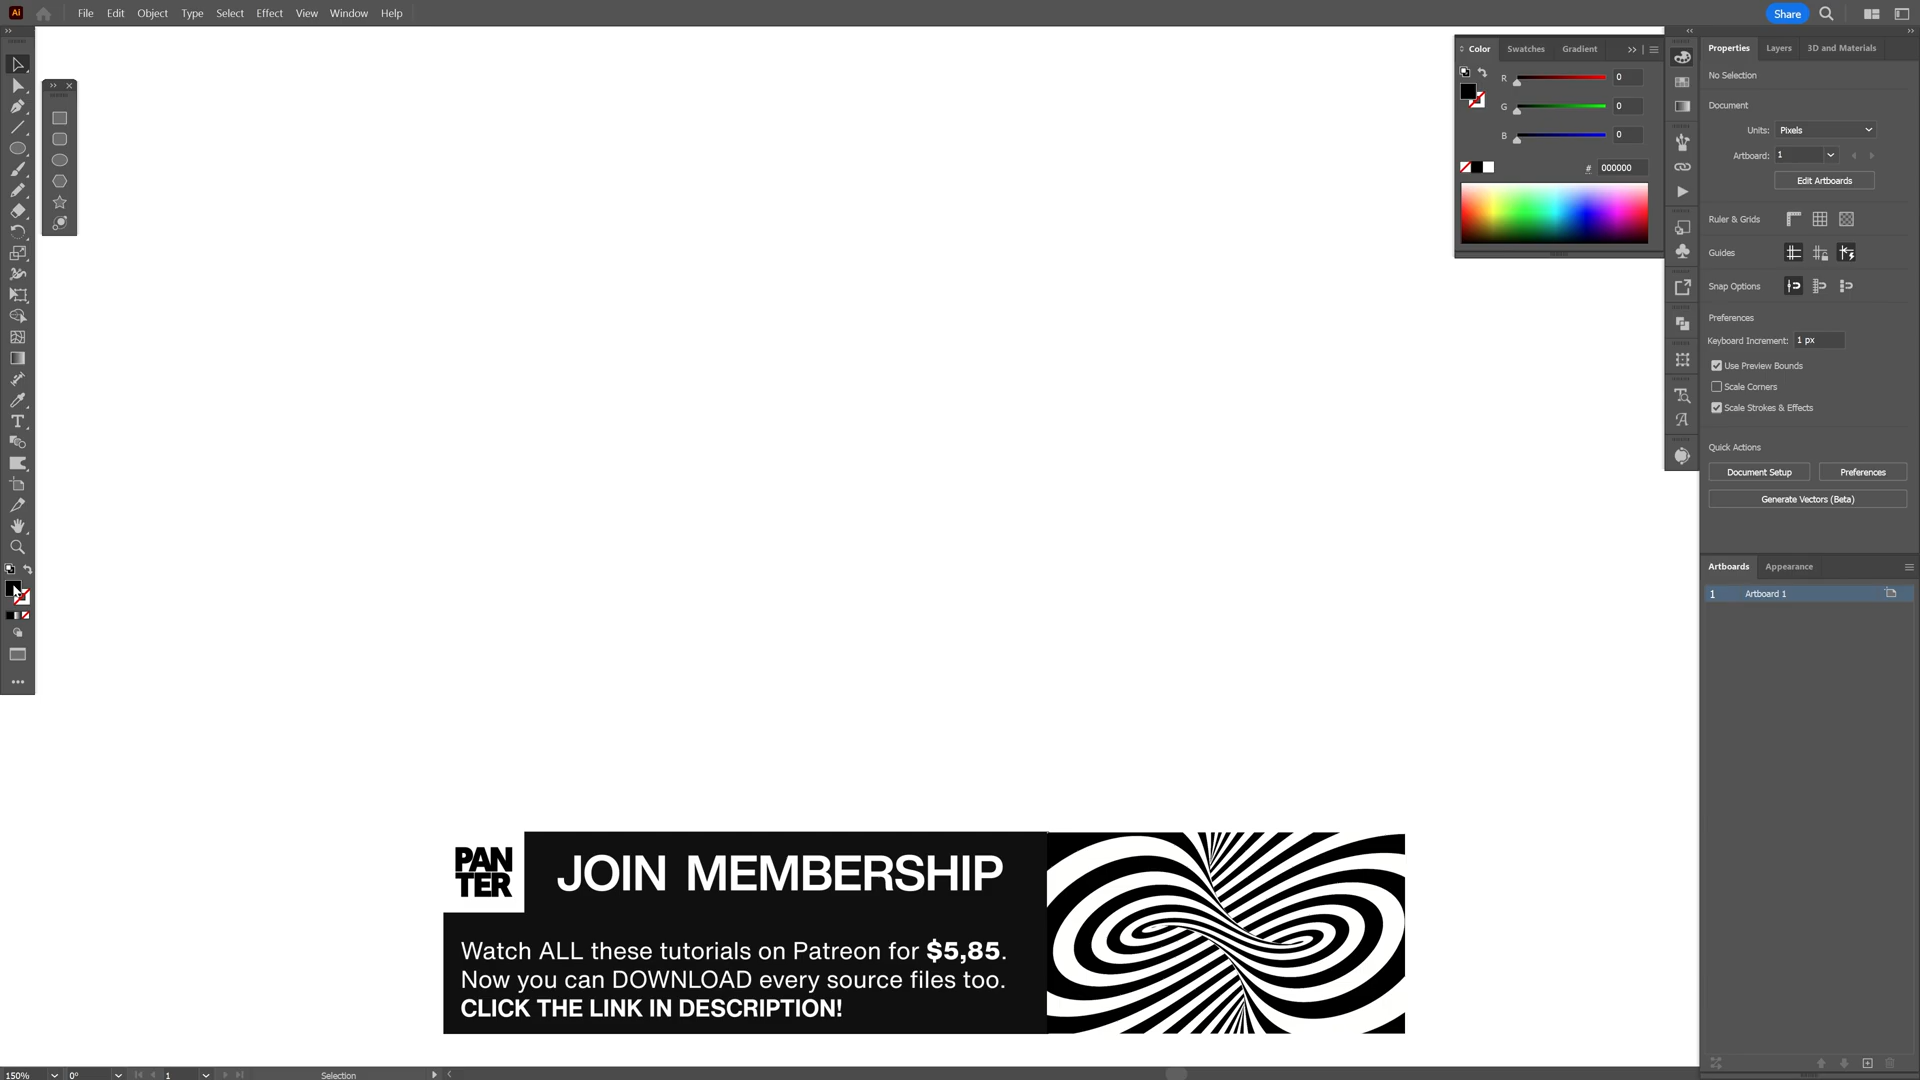 Ai File Edit Object Type Select Effect View Window Help Share
Color Swatches Gradient
R 0
G 0
B 0
# 000000
Properties Layers 3D and Materials
No Selection
Document
Units: Pixels
Artboard: 1
Edit Artboards
Ruler & Grids
Guides
Snap Options
Preferences
Keyboard Increment: 1 px
Use Preview Bounds
Scale Corners
Scale Strokes & Effects
Quick Actions
Document Setup Preferences
Generate Vectors (Beta)
Artboards Appearance
1 Artboard 1
PAN
TER
JOIN MEMBERSHIP
Watch ALL these tutorials on Patreon for $5,85.
Now you can DOWNLOAD every source files too.
CLICK THE LINK IN DESCRIPTION!
150% 0° 1 Selection